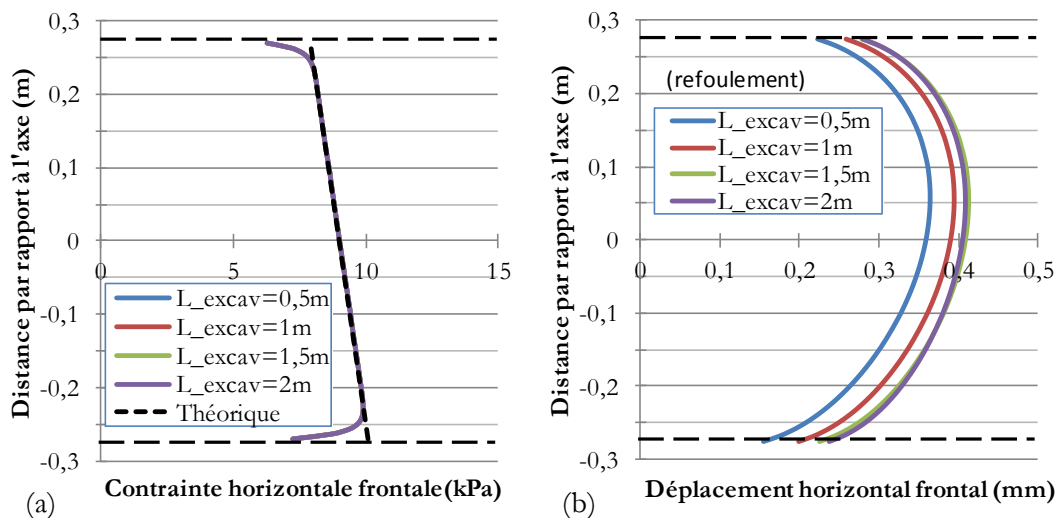 Distance par rapport à l'axe (m)
0,3
0,2
0,1
0
-0,1
-0,2
-0,3
0
5
10
15
L_excav=0,5m
L_excav=1m
L_excav=1,5m
L_excav=2m
Théorique
(a)
Contrainte horizontale frontale (kPa)
Distance par rapport à l'axe (m)
0,3
0,2
0,1
0
-0,1
-0,2
-0,3
(refoulement)
L_excav=0,5m
L_excav=1m
L_excav=1,5m
L_excav=2m
0
0,1
0,2
0,3
0,4
0,5
(b)
Déplacement horizontal frontal (mm)